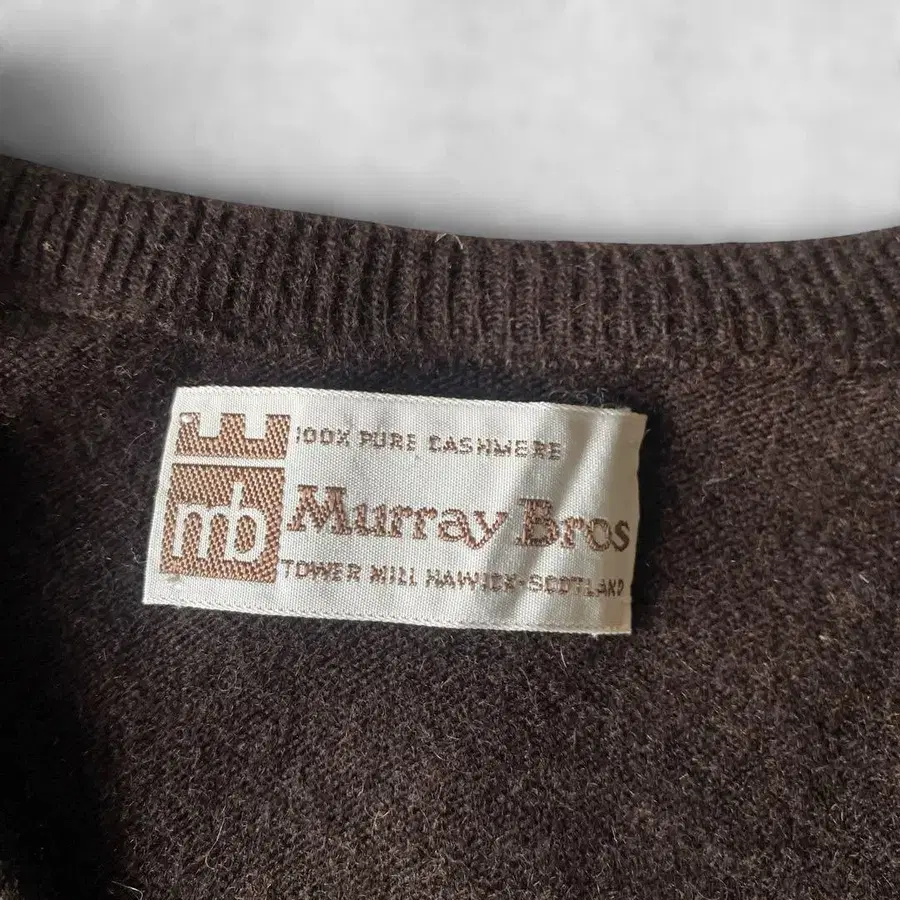 100% PURE CASHMERE
mb
Murray Bros
TOWER MILL HAWICK-SCOTLAND